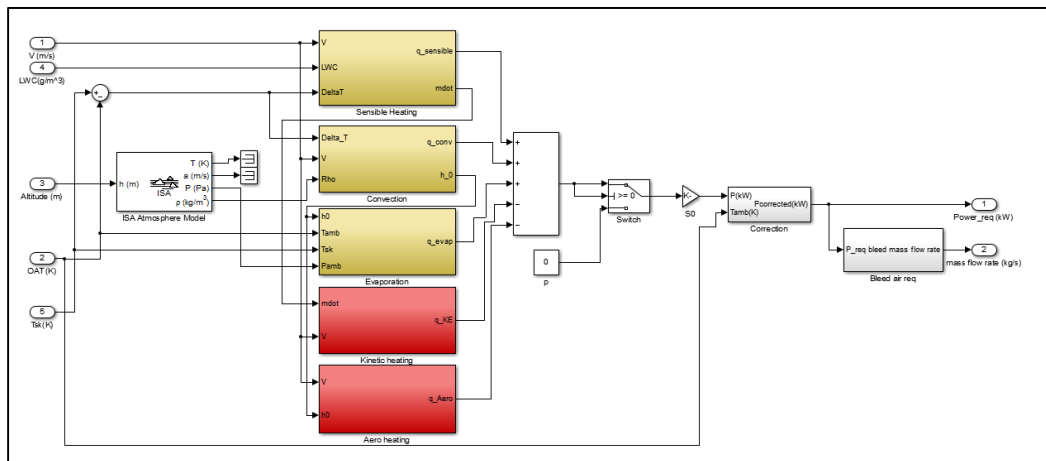 1
V (m/s)
4
LWC(g/m^3)
3
Altitude (m)
2
OAT (K)
5
Tsk(K)
+
-
h (m)
ISA
T (K)
a (m/s)
P (Pa)
ρ (kg/m³)
ISA Atmosphere Model
V
LWC
DeltaT
q_sensible
mdot
Sensible Heating
Delta_T
V
Rho
q_conv
h_0
Convection
h0
Tamb
Tsk
Pamb
q_evap
Evaporation
mdot
V
q_KE
Kinetic heating
V
h0
q_Aero
Aero heating
+
+
+
−
−
0
p
>= 0
Switch
K-
S0
P(kW)
Tamb(K)
Pcorrected(kW)
Correction
P_req bleed mass flow rate
Bleed air req
1
Power_req (kW)
2
mass flow rate (kg/s)